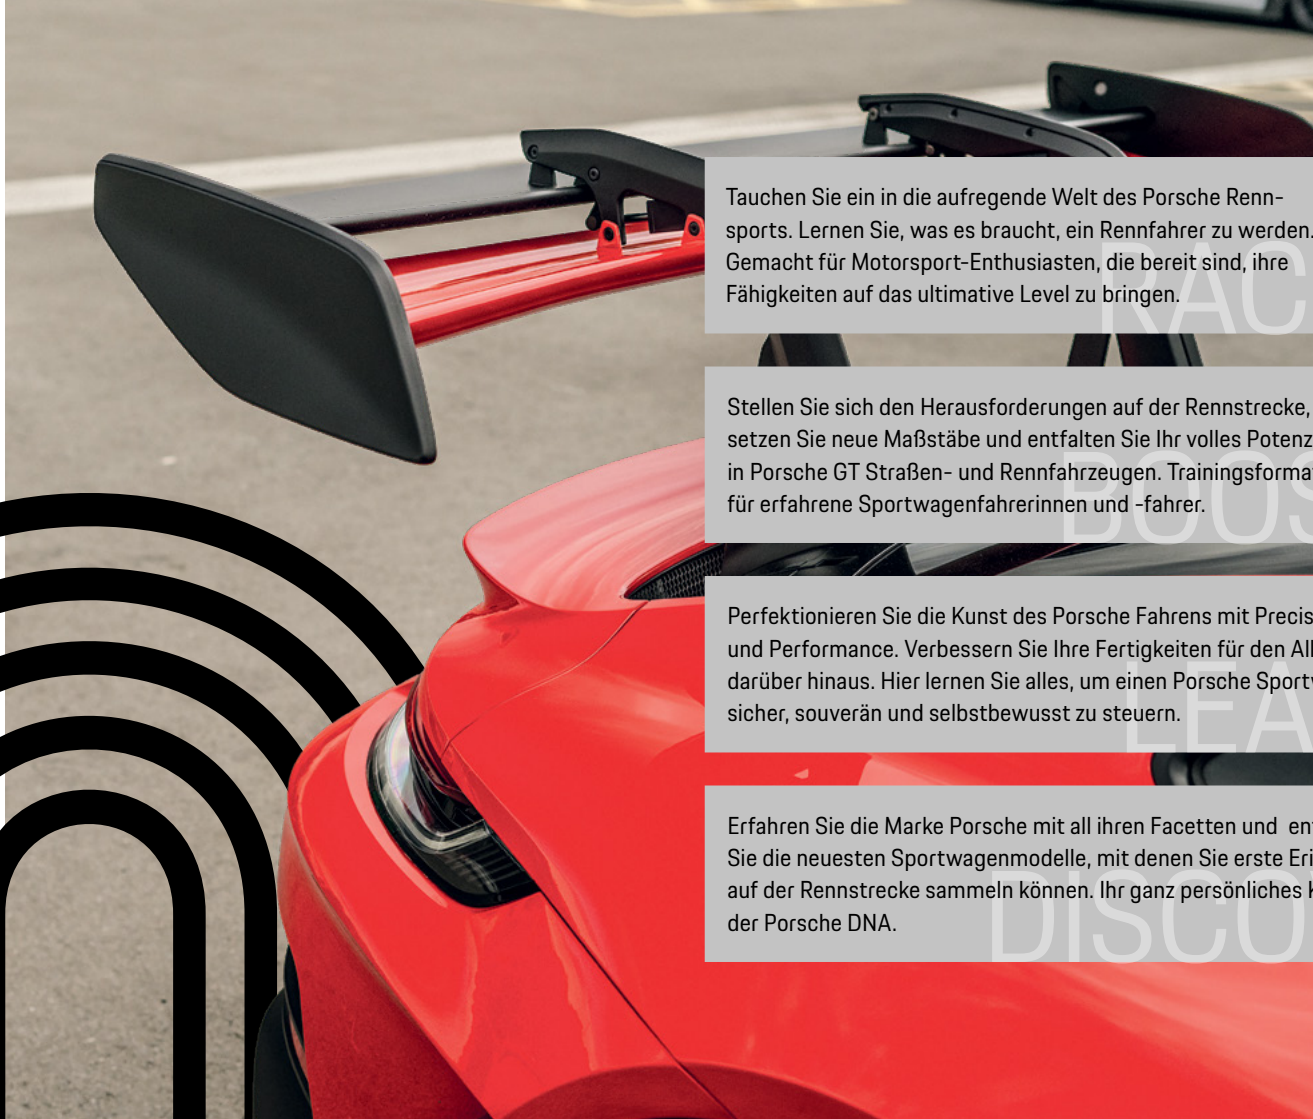 Tauchen Sie ein in die aufregende Welt des Porsche Renn-
sports. Lernen Sie, was es braucht, ein Rennfahrer zu werden.
Gemacht für Motorsport-Enthusiasten, die bereit sind, ihre
Fähigkeiten auf das ultimative Level zu bringen.
RAC
Stellen Sie sich den Herausforderungen auf der Rennstrecke,
setzen Sie neue Maßstäbe und entfalten Sie Ihr volles
in Porsche GT Straßen- und Rennfahrzeugen.
für erfahrene Sportwagenfahrerinnen und -fahrer.
BOOS
Perfektionieren Sie die Kunst des Porsche Fahrens mit
und Performance. Verbessern Sie Ihre Fertigkeiten für den
darüber hinaus. Hier lernen Sie alles, um einen Porsche
sicher, souverän und selbstbewusst zu steuern.
LEA
Erfahren Sie die Marke Porsche mit all ihren Facetten und
Sie die neuesten Sportwagenmodelle, mit denen Sie erste
auf der Rennstrecke sammeln können. Ihr ganz persönliches
der Porsche DNA.
DISCO